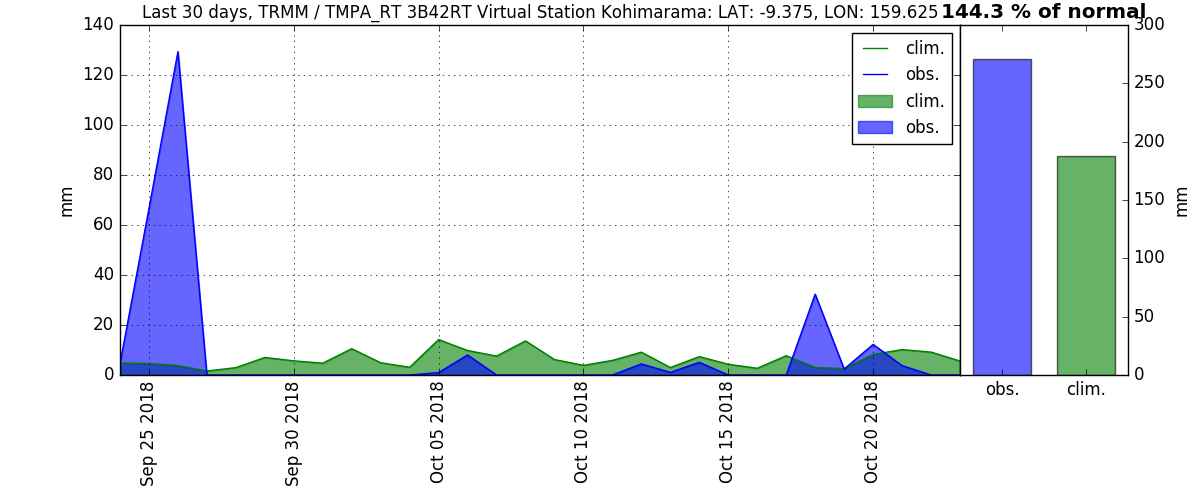 Last 30 days, TRMM / TMPA_RT 3B42RT Virtual Station Kohimarama: LAT: -9.375, LON: 159.625
144.3 % of normal
140
120
100
80
60
40
20
0
mm
clim.
obs.
clim.
obs.
Sep 25 2018
Sep 30 2018
Oct 05 2018
Oct 10 2018
Oct 15 2018
Oct 20 2018
300
250
200
150
100
50
0
mm
obs.
clim.